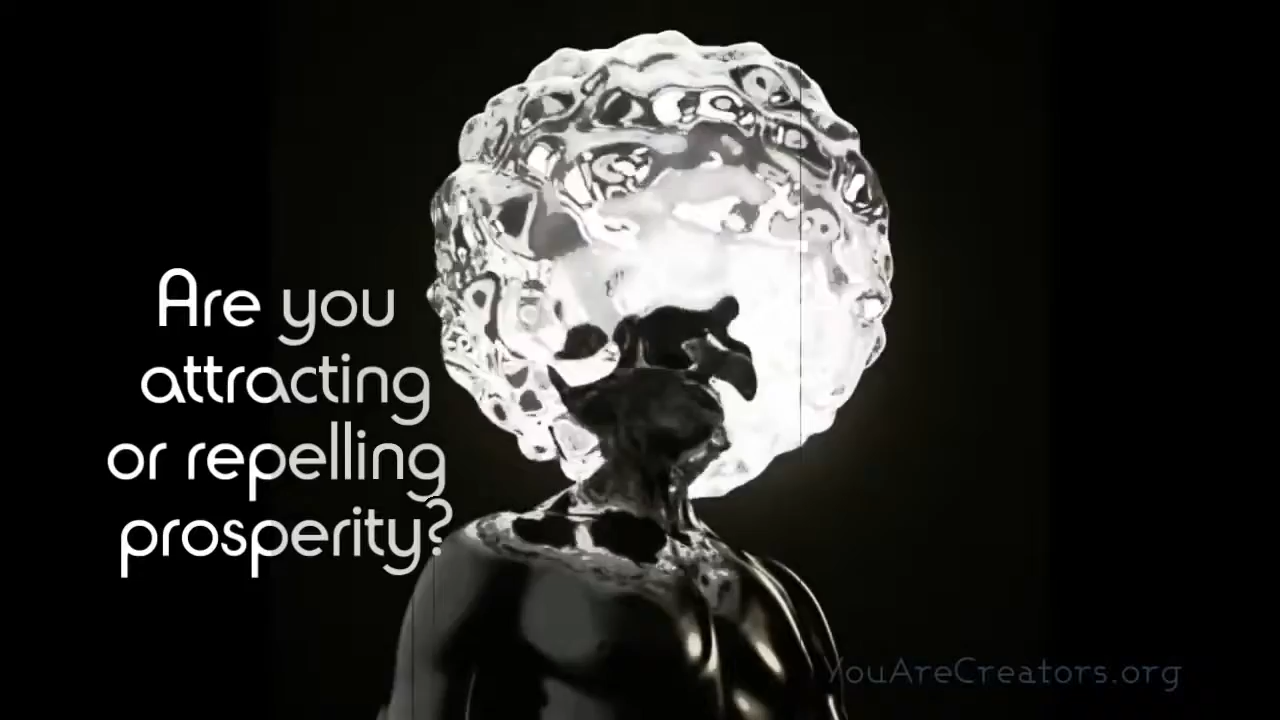 Are you
attracting
or repelling
prosperity?
YouAreCreators.org